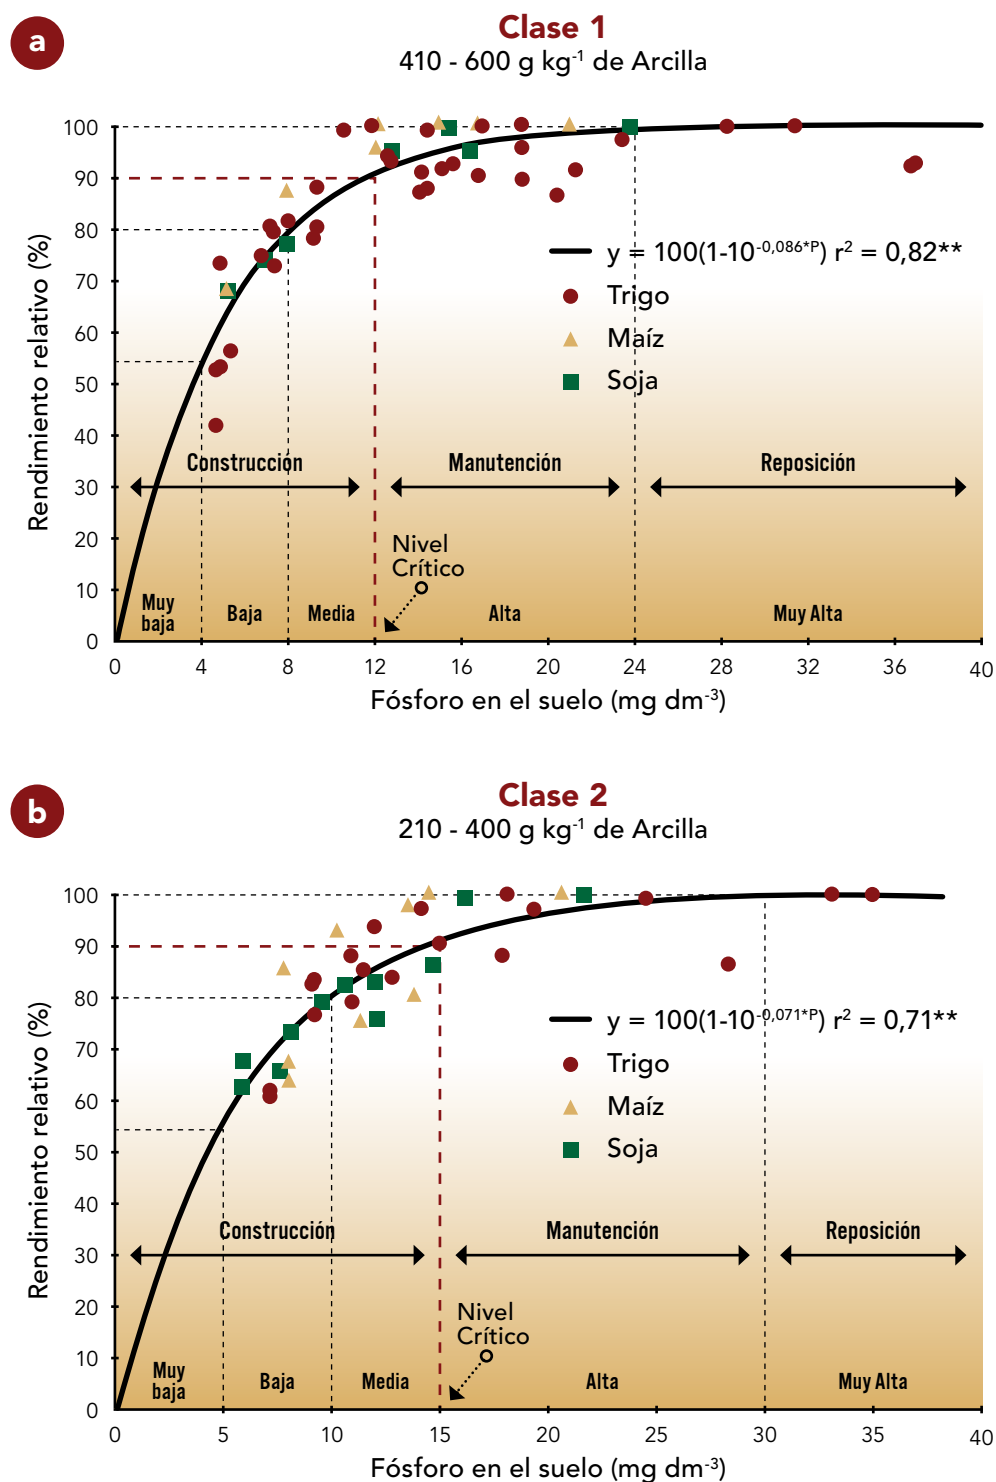 a
Clase 1
410 - 600 g kg⁻¹ de Arcilla
Rendimiento relativo (%)
100
90
80
70
60
50
40
30
20
10
0
y = 100(1-10⁻⁰,⁰⁸⁶*ᴾ) r² = 0,82**
Trigo
Maíz
Soja
Construcción
Manutención
Reposición
Nivel
Crítico
Muy
baja
Baja
Media
Alta
Muy Alta
0 4 8 12 16 20 24 28 32 36 40
Fósforo en el suelo (mg dm⁻³)
b
Clase 2
210 - 400 g kg⁻¹ de Arcilla
Rendimiento relativo (%)
100
90
80
70
60
50
40
30
20
10
0
y = 100(1-10⁻⁰,⁰⁷¹*ᴾ) r² = 0,71**
Trigo
Maíz
Soja
Construcción
Manutención
Reposición
Nivel
Crítico
Muy
baja
Baja
Media
Alta
Muy Alta
0 5 10 15 20 25 30 35 40
Fósforo en el suelo (mg dm⁻³)